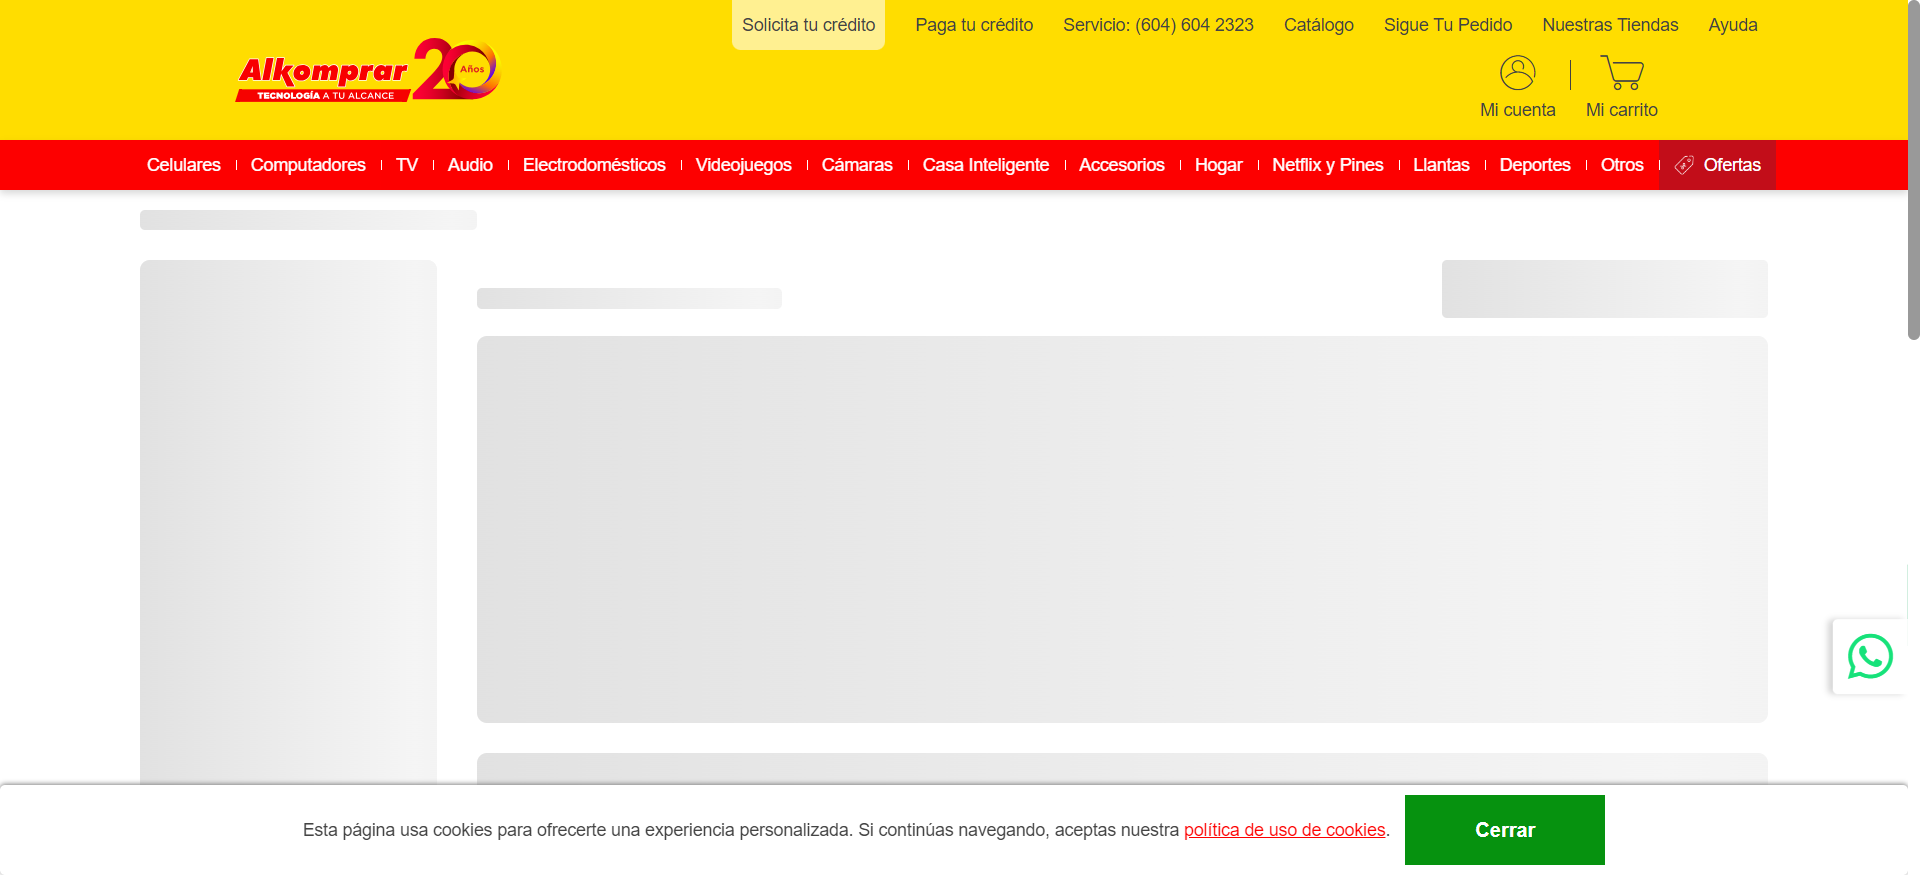 Solicita tu crédito
Paga tu crédito
Servicio: (604) 604 2323
Catálogo
Sigue Tu Pedido
Nuestras Tiendas
Ayuda
Alkomprar 20 Años
TECNOLOGÍA A TU ALCANCE
Mi cuenta
Mi carrito
Celulares
Computadores
TV
Audio
Electrodomésticos
Videojuegos
Cámaras
Casa Inteligente
Accesorios
Hogar
Netflix y Pines
Llantas
Deportes
Otros
Ofertas
Esta página usa cookies para ofrecerte una experiencia personalizada. Si continúas navegando, aceptas nuestra política de uso de cookies.
Cerrar